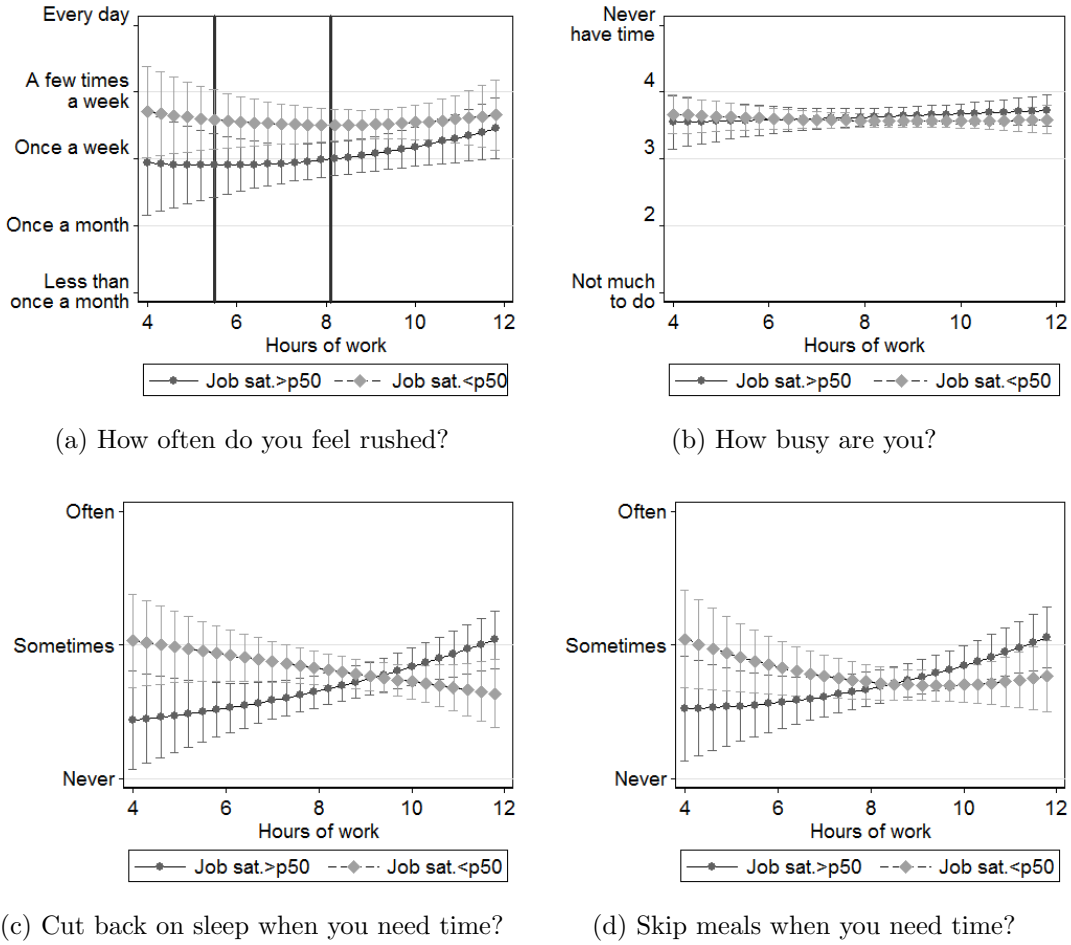 Every day
A few times
a week
Once a week
Once a month
Less than
once a month
4 6 8 10 12
Hours of work
Job sat.>p50 Job sat.<p50
(a) How often do you feel rushed?
Never
have time
4
3
2
Not much
to do
4 6 8 10 12
Hours of work
Job sat.>p50 Job sat.<p50
(b) How busy are you?
Often
Sometimes
Never
4 6 8 10 12
Hours of work
Job sat.>p50 Job sat.<p50
(c) Cut back on sleep when you need time?
Often
Sometimes
Never
4 6 8 10 12
Hours of work
Job sat.>p50 Job sat.<p50
(d) Skip meals when you need time?